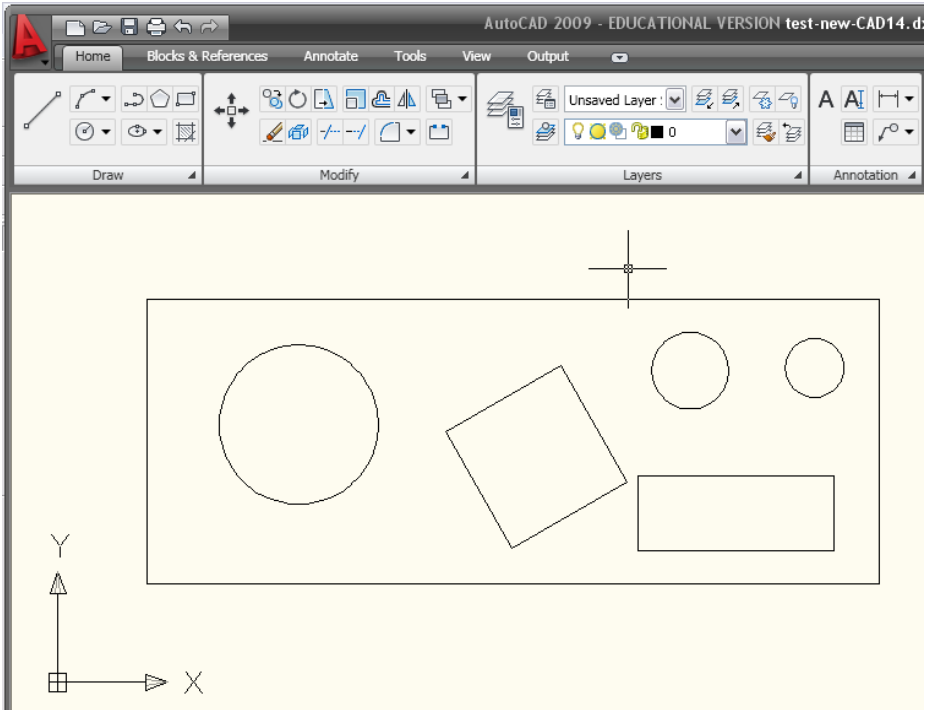 AutoCAD 2009 - EDUCATIONAL VERSION test-new-CAD14.d
Home Blocks & References Annotate Tools View Output
Unsaved Layer :
0
A A
Draw Modify Layers Annotation
Y
X